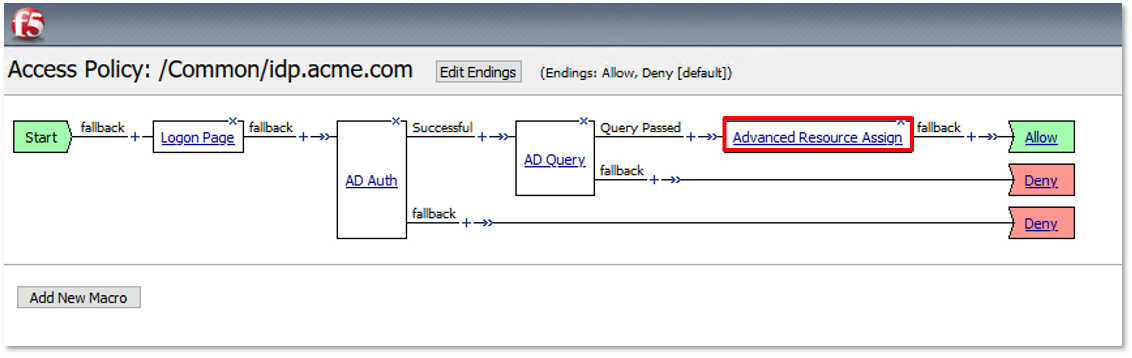 f5
Access Policy: /Common/idp.acme.com Edit Endings (Endings: Allow, Deny [default])
Start fallback + Logon Page fallback + Successful + Query Passed + Advanced Resource Assign fallback + Allow
AD Auth AD Query fallback + Deny
fallback + Deny
Add New Macro